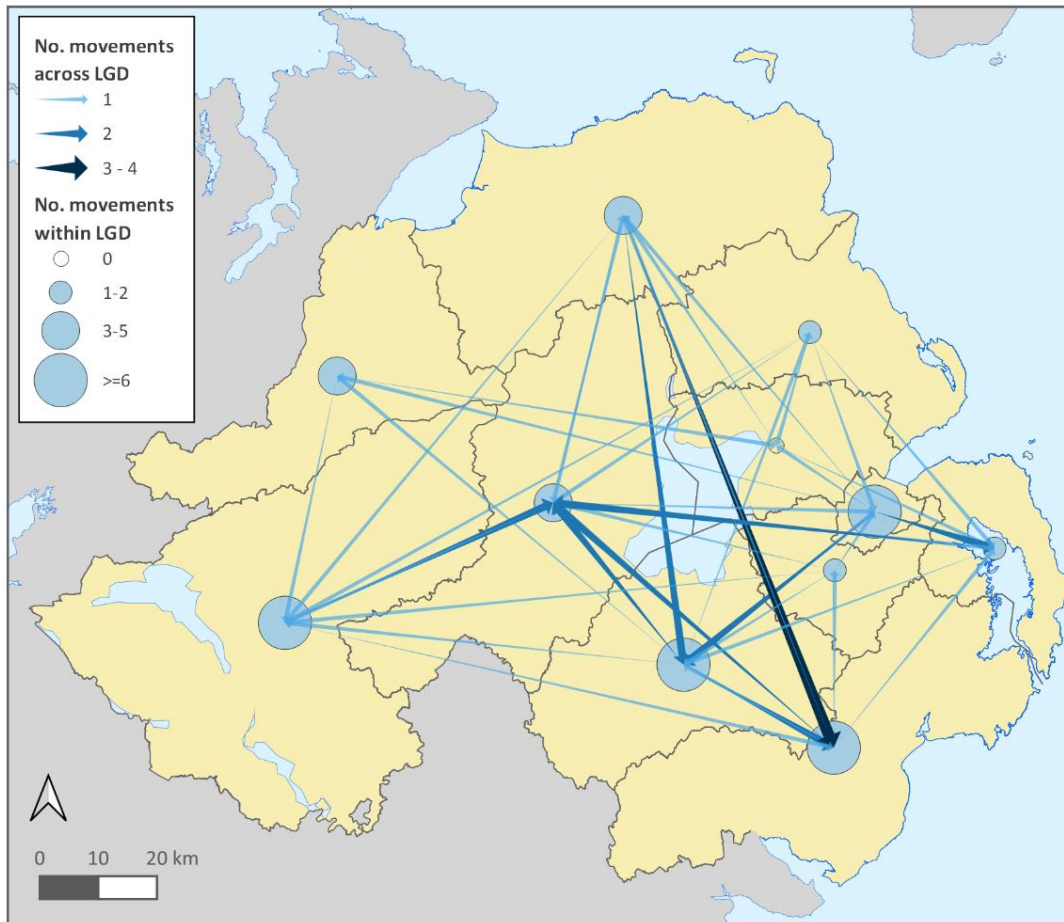 No. movements
across LGD
1
2
3 - 4
No. movements
within LGD
0
1-2
3-5
>=6
0 10 20 km